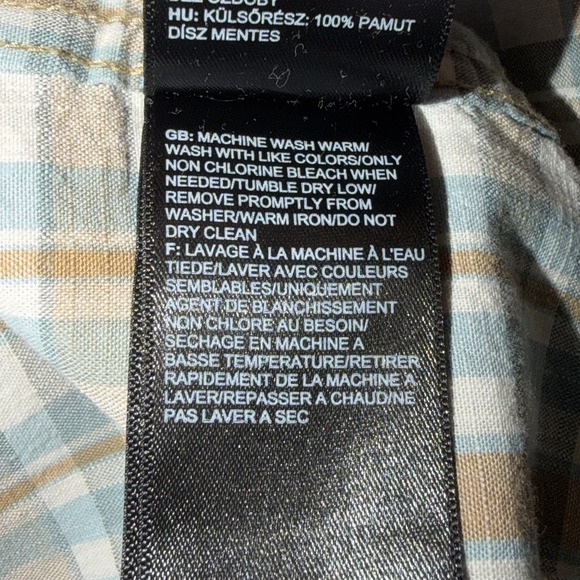 HU: KÜLSŐRÉSZ: 100% PAMUT
DÍSZ MENTES
GB: MACHINE WASH WARM/
WASH WITH LIKE COLORS/ONLY
NON CHLORINE BLEACH WHEN
NEEDED/TUMBLE DRY LOW/
REMOVE PROMPTLY FROM
WASHER/WARM IRON/DO NOT
DRY CLEAN
F: LAVAGE À LA MACHINE À L'EAU
TIEDE/LAVER AVEC COULEURS
SEMBLABLES/UNIQUEMENT
AGENT DE BLANCHISSEMENT
NON CHLORE AU BESOIN/
SECHAGE EN MACHINE A
BASSE TEMPERATURE/RETIRER
RAPIDEMENT DE LA MACHINE A
LAVER/REPASSER A CHAUD/NE
PAS LAVER A SEC